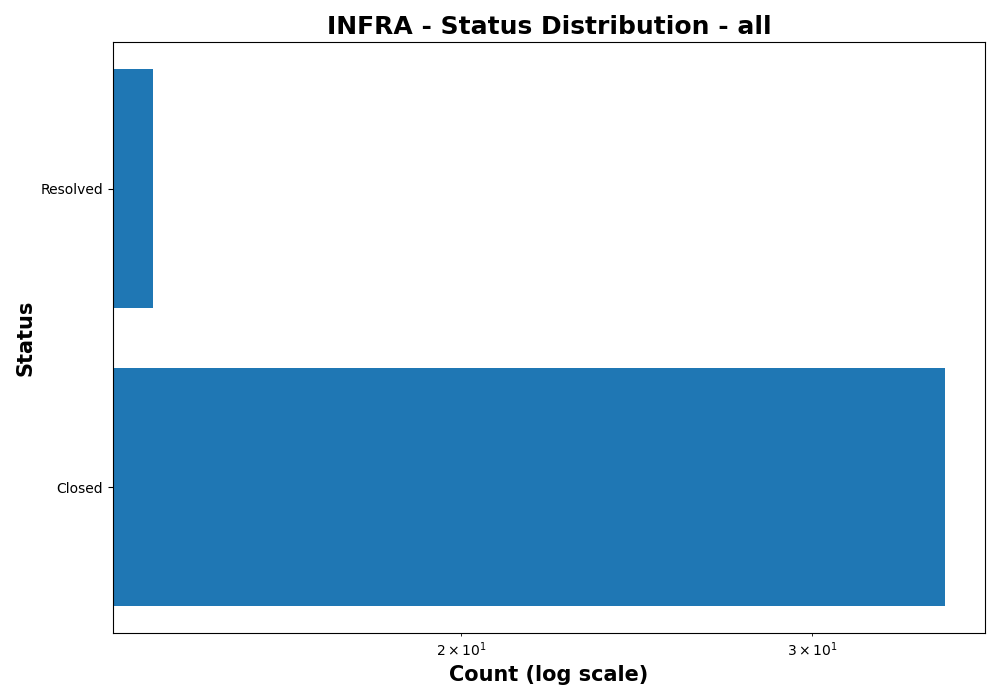 INFRA - Status Distribution - all
Resolved
Status
Closed
2 × 10¹
3 × 10¹
Count (log scale)